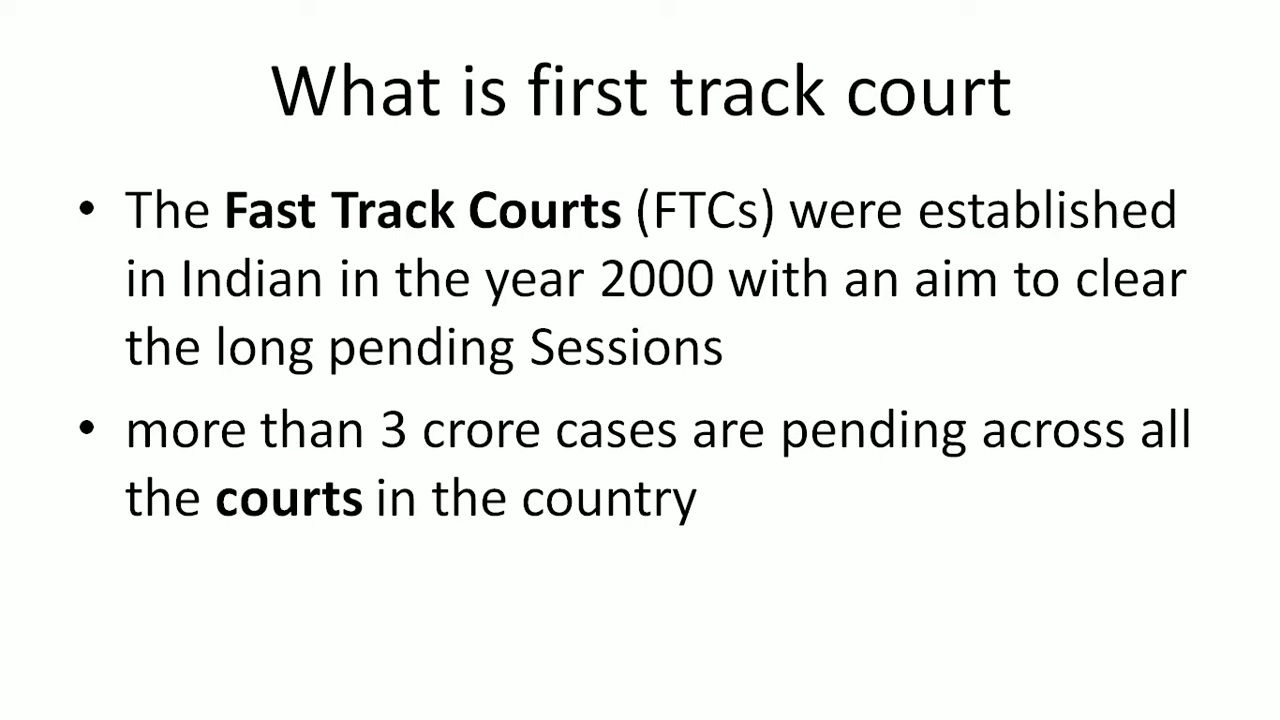 What is first track court
• The Fast Track Courts (FTCs) were established
in Indian in the year 2000 with an aim to clear
the long pending Sessions
• more than 3 crore cases are pending across all
the courts in the country